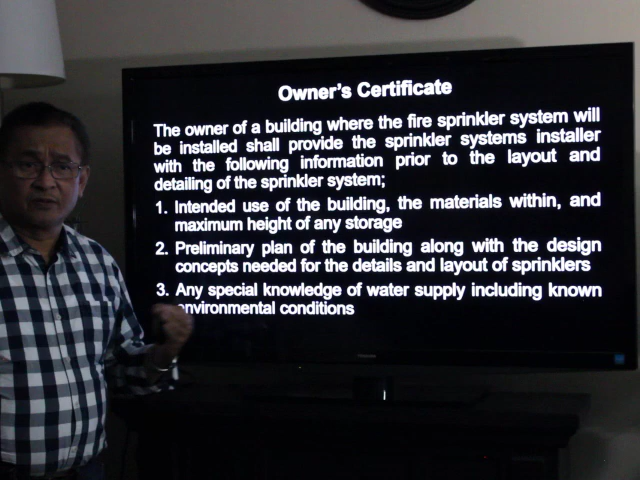 Owner's Certificate
The owner of a building where the fire sprinkler system will
be installed shall provide the sprinkler systems installer
with the following information prior to the layout and
detailing of the sprinkler system;
1. Intended use of the building, the materials within, and
maximum height of any storage
2. Preliminary plan of the building along with the design
concepts needed for the details and layout of sprinklers
3. Any special knowledge of water supply including known
environmental conditions